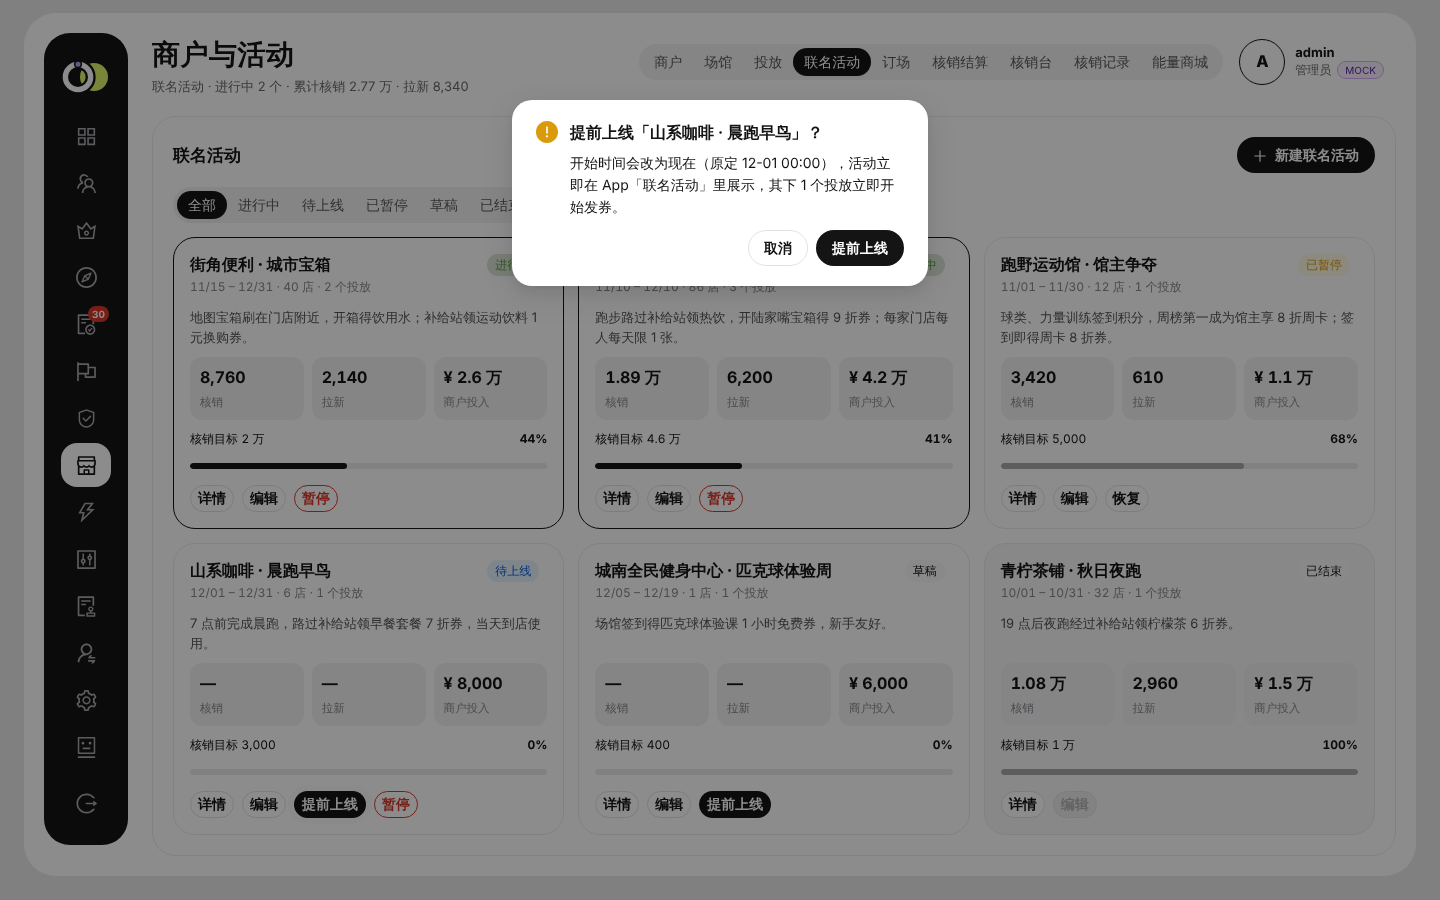 商户与活动
联名活动 · 进行中 2 个 · 累计核销 2.77 万 · 拉新 8,340
商户 场馆 投放 联名活动 订场 核销结算 核销台 核销记录 能量商城
A
admin
管理员 MOCK
30
联名活动
新建联名活动
全部 进行中 待上线 已暂停 草稿
提前上线「山系咖啡 · 晨跑早鸟」？
开始时间会改为现在（原定 12-01 00:00），活动立
即在 App「联名活动」里展示，其下 1 个投放立即开
始发券。
取消 提前上线
街角便利 · 城市宝箱
11/15 – 12/31 · 40 店 · 2 个投放
地图宝箱刷在门店附近，开箱得饮用水；补给站领运动饮料 1
元换购券。
8,760 2,140 ¥ 2.6 万
核销 拉新 商户投入
核销目标 2 万 44%
详情 编辑 暂停
中
11/10 – 12/10 · 86 店 · 3 个投放
跑步路过补给站领热饮，开陆家嘴宝箱得 9 折券；每家门店每
人每天限 1 张。
1.89 万 6,200 ¥ 4.2 万
核销 拉新 商户投入
核销目标 4.6 万 41%
详情 编辑 暂停
跑野运动馆 · 馆主争夺 已暂停
11/01 – 11/30 · 12 店 · 1 个投放
球类、力量训练签到积分，周榜第一成为馆主享 8 折周卡；签
到即得周卡 8 折券。
3,420 610 ¥ 1.1 万
核销 拉新 商户投入
核销目标 5,000 68%
详情 编辑 恢复
山系咖啡 · 晨跑早鸟 待上线
12/01 – 12/31 · 6 店 · 1 个投放
7 点前完成晨跑，路过补给站领早餐套餐 7 折券，当天到店使
用。
— — ¥ 8,000
核销 拉新 商户投入
核销目标 3,000 0%
详情 编辑 提前上线 暂停
城南全民健身中心 · 匹克球体验周 草稿
12/05 – 12/19 · 1 店 · 1 个投放
场馆签到得匹克球体验课 1 小时免费券，新手友好。
— — ¥ 6,000
核销 拉新 商户投入
核销目标 400 0%
详情 编辑 提前上线
青柠茶铺 · 秋日夜跑 已结束
10/01 – 10/31 · 32 店 · 1 个投放
19 点后夜跑经过补给站领柠檬茶 6 折券。
1.08 万 2,960 ¥ 1.5 万
核销 拉新 商户投入
核销目标 1 万 100%
详情 编辑